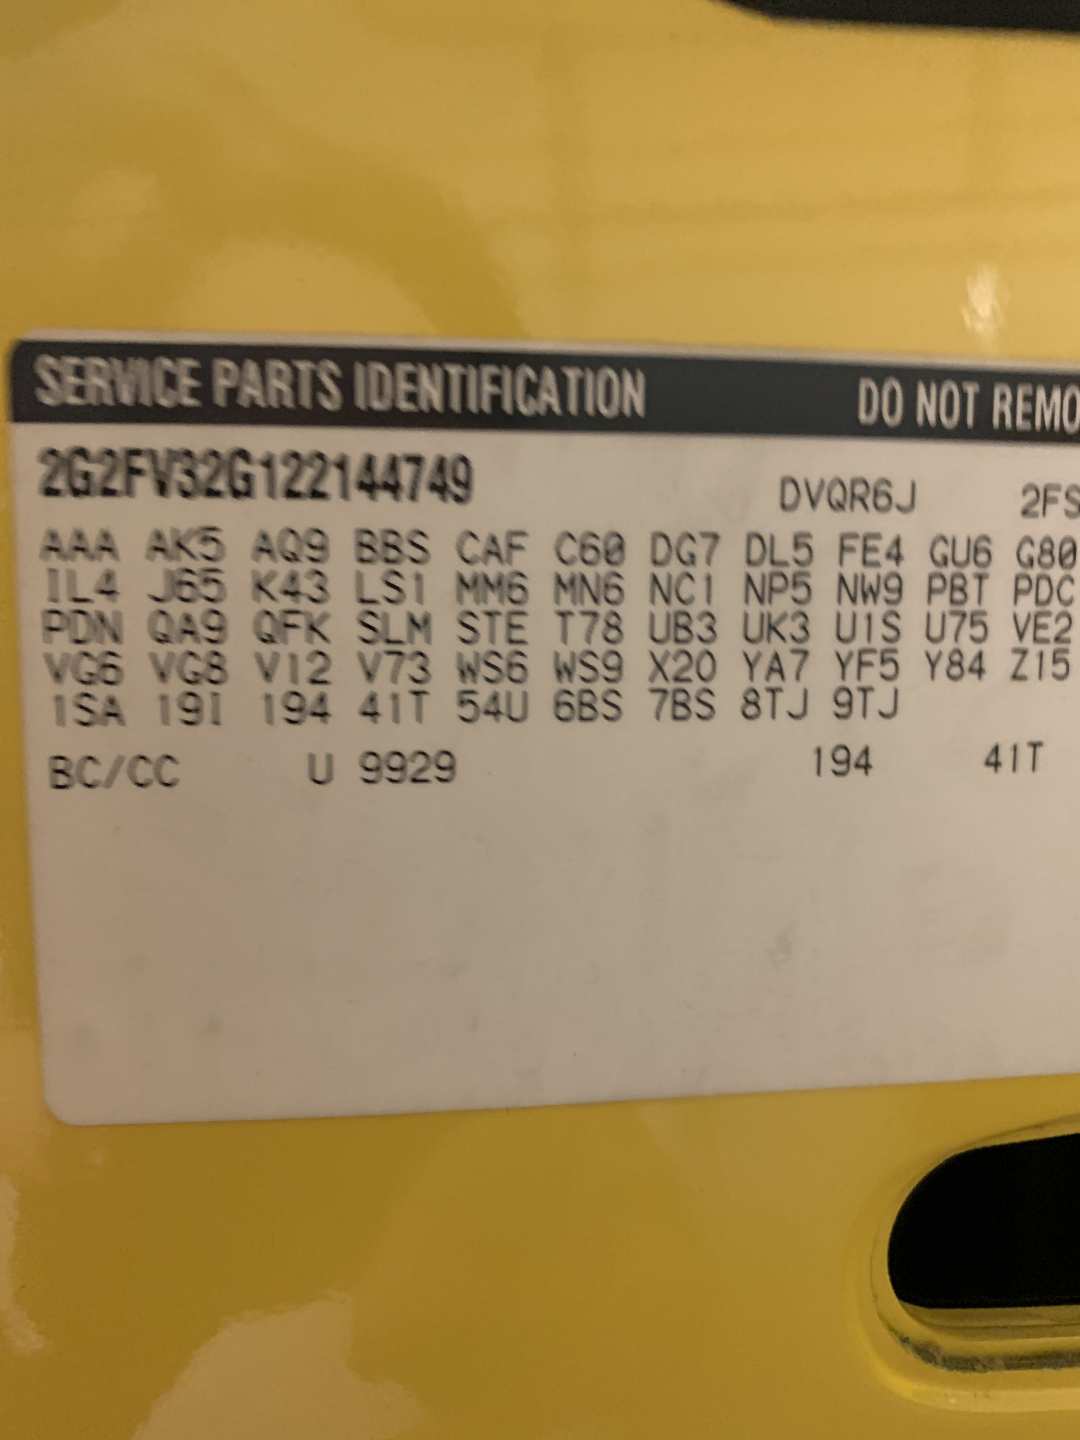 SERVICE PARTS IDENTIFICATION DO NOT REMO
2G2FV32G122144749 DVQR6J 2FS
AAA AK5 AQ9 BBS CAF C60 DG7 DL5 FE4 GU6 G80
IL4 J65 K43 LS1 MM6 MN6 NC1 NP5 NW9 PBT PDC
PDN QA9 QFK SLM STE T78 UB3 UK3 U1S U75 VE2
VG6 VG8 V12 V73 WS6 WS9 X20 YA7 YF5 Y84 Z15
1SA 19I 194 41T 54U 6BS 7BS 8TJ 9TJ
BC/CC U 9929 194 41T